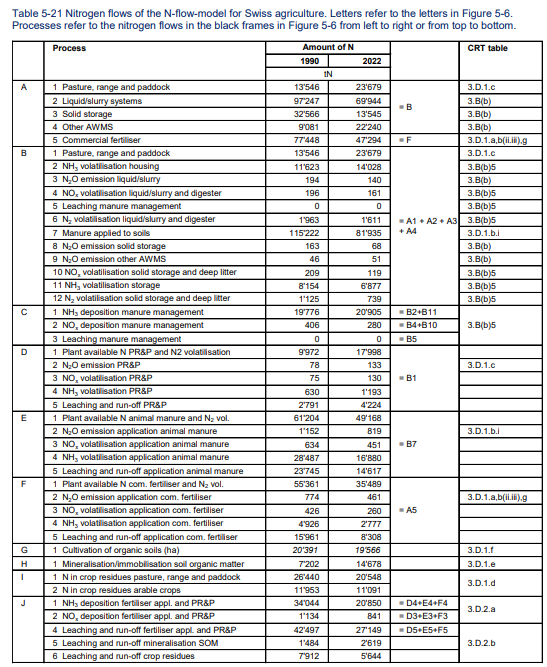 Table 5-21 Nitrogen flows of the N-flow-model for Swiss agriculture. Letters refer to the letters in Figure 5-6.
Processes refer to the nitrogen flows in the black frames in Figure 5-6 from left to right or from top to bottom.
Process Amount of N CRT table
1990 2022
tN
A 1 Pasture, range and paddock 13'546 23'679 3.D.1.c
2 Liquid/slurry systems 97'247 69'944 3.B(b)
= B
3 Solid storage 32'566 13'545 3.B(b)
4 Other AWMS 9'081 22'240 3.B(b)
5 Commercial fertiliser 77'448 47'294 = F 3.D.1.a,b(ii.iii),g
B 1 Pasture, range and paddock 13'546 23'679 3.D.1.c
2 NH₃ volatilisation housing 11'623 14'028 3.B(b)5
3 N₂O emission liquid/slurry 194 140 3.B(b)
4 NOₓ volatilisation liquid/slurry and digester 196 161 3.B(b)5
5 Leaching manure management 0 0 3.B(b)5
6 N₂ volatilisation liquid/slurry and digester 1'963 1'611 = A1 + A2 + A3 3.B(b)5
7 Manure applied to soils 115'222 81'935 + A4 3.D.1.b.i
8 N₂O emission solid storage 163 68 3.B(b)
9 N₂O emission other AWMS 46 51 3.B(b)
10 NOₓ volatilisation solid storage and deep litter 209 119 3.B(b)5
11 NH₃ volatilisation storage 8'154 6'877 3.B(b)5
12 N₂ volatilisation solid storage and deep litter 1'125 739 3.B(b)5
C 1 NH₃ deposition manure management 19'776 20'905 = B2+B11
2 NOₓ deposition manure management 406 280 = B4+B10 3.B(b)5
3 Leaching manure management 0 0 = B5
D 1 Plant available N PR&P and N2 volatilisation 9'972 17'998
2 N₂O emission PR&P 78 133 3.D.1.c
3 NOₓ volatilisation PR&P 75 130 = B1
4 NH₃ volatilisation PR&P 630 1'193
5 Leaching and run-off PR&P 2'791 4'224
E 1 Plant available N animal manure and N₂ vol. 61'204 49'168
2 N₂O emission application animal manure 1'152 819 3.D.1.b.i
3 NOₓ volatilisation application animal manure 634 451 = B7
4 NH₃ volatilisation application animal manure 28'487 16'880
5 Leaching and run-off application animal manure 23'745 14'617
F 1 Plant available N com. fertiliser and N₂ vol. 55'361 35'489
2 N₂O emission application com. fertiliser 774 461 3.D.1.a,b(ii.iii),g
3 NOₓ volatilisation application com. fertiliser 426 260 = A5
4 NH₃ volatilisation application com. fertiliser 4'926 2'777
5 Leaching and run-off application com. fertiliser 15'961 8'308
G 1 Cultivation of organic soils (ha) 20'391 19'566 3.D.1.f
H 1 Mineralisation/immobilisation soil organic matter 7'202 14'678 3.D.1.e
I 1 N in crop residues pasture, range and paddock 26'440 20'548
3.D.1.d
2 N in crop residues arable crops 11'953 11'091
J 1 NH₃ deposition fertiliser appl. and PR&P 34'044 20'850 = D4+E4+F4
3.D.2.a
2 NOₓ deposition fertiliser appl. and PR&P 1'134 841 = D3+E3+F3
4 Leaching and run-off fertiliser appl. and PR&P 42'497 27'149 = D5+E5+F5
5 Leaching and run-off mineralisation SOM 1'484 2'619 3.D.2.b
6 Leaching and run-off crop residues 7'912 5'644